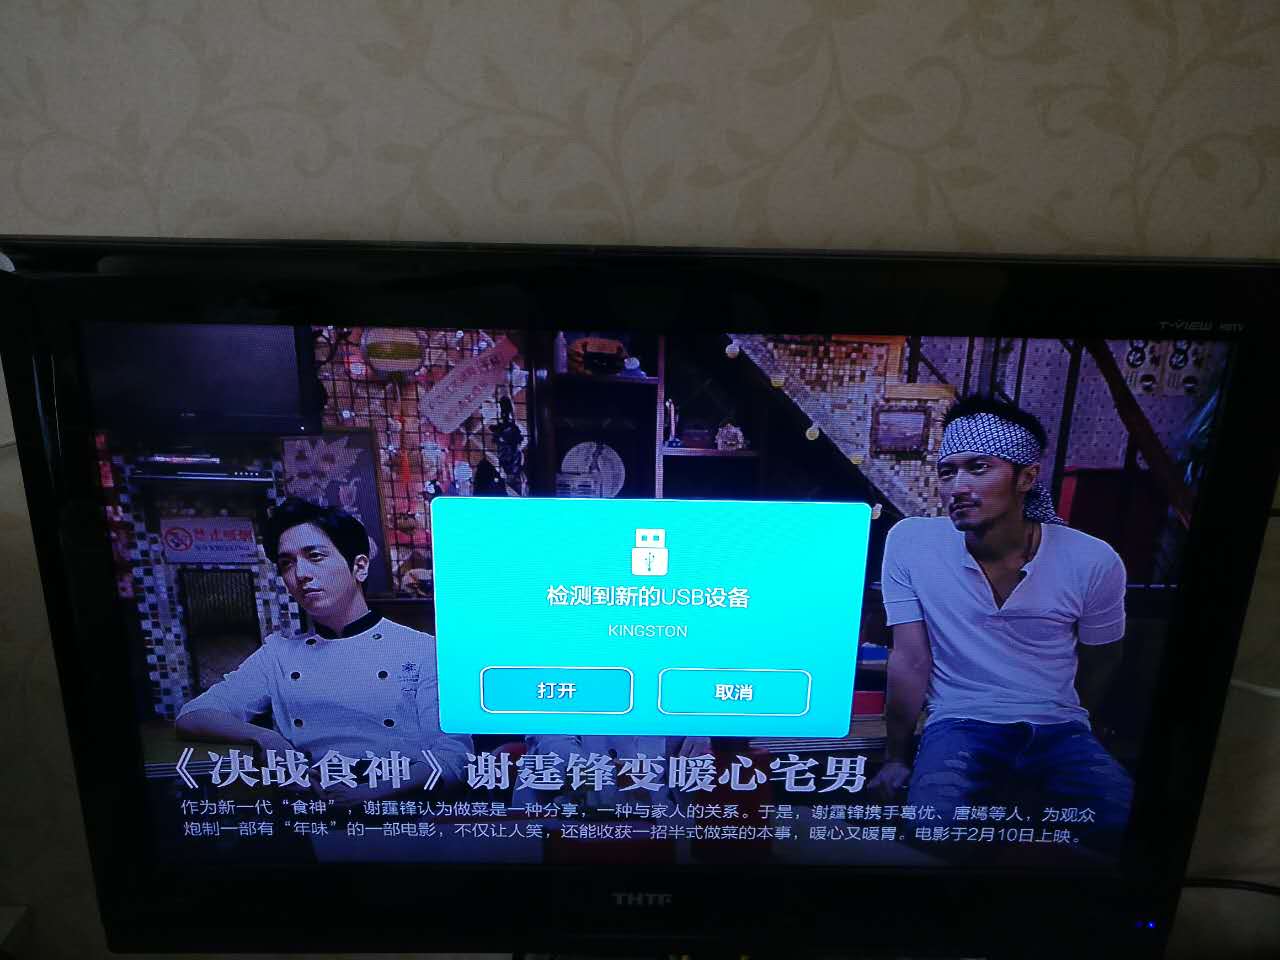 T-VIEW HDTV
禁止吸烟
检测到新的USB设备
KINGSTON
打开
取消
《决战食神》谢霆锋变暖心宅男
作为新一代“食神”，谢霆锋认为做菜是一种分享，一种与家人的关系。于是，谢霆锋携手葛优、唐嫣等人，为观众
炮制一部有“年味”的一部电影，不仅让人笑，还能收获一招半式做菜的本事，暖心又暖胃。电影于2月10日上映。
THTF